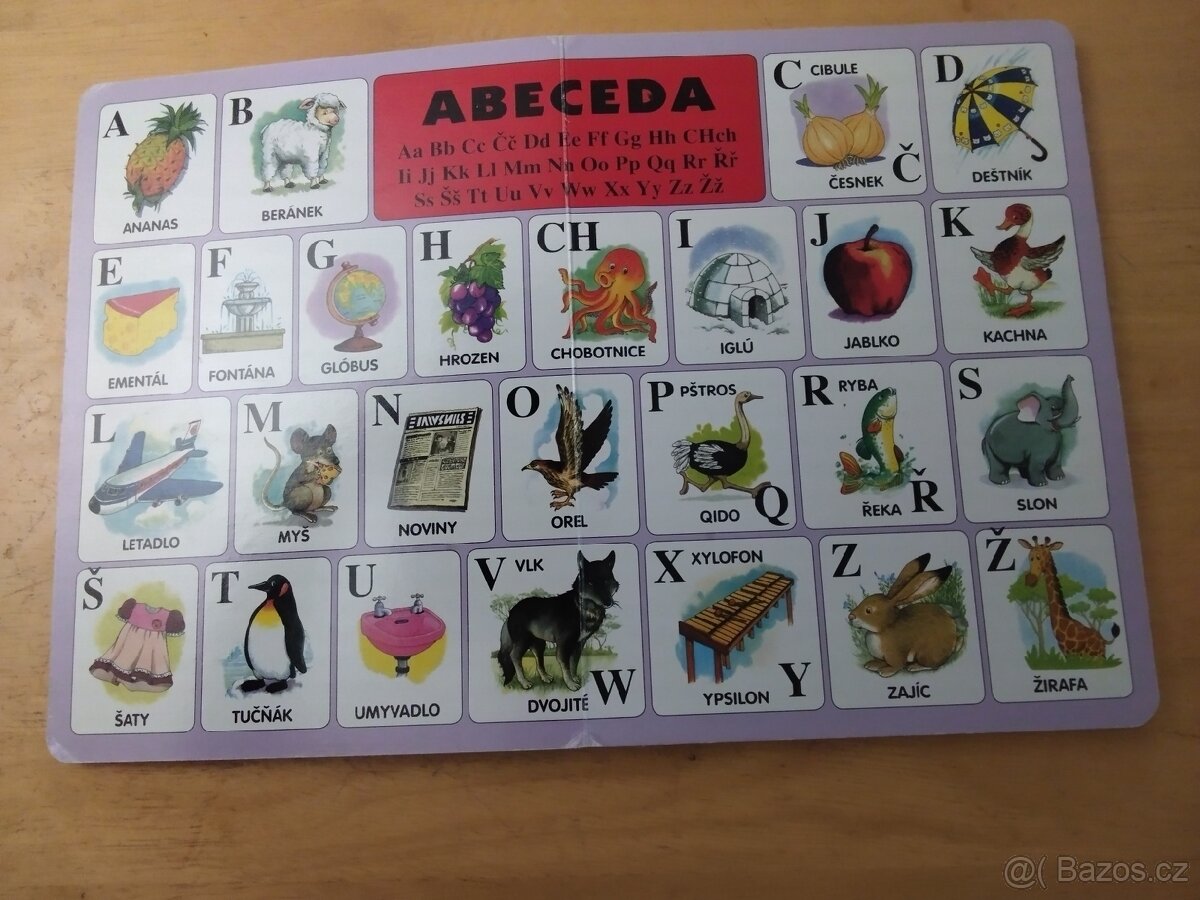 A
ANANAS
B
BERÁNEK
ABECEDA
Aa Bb Cc Čč Dd Ee Ff Gg Hh CHch
Ii Jj Kk Ll Mm Nn Oo Pp Qq Rr Řř
Ss Šš Tt Uu Vv Ww Xx Yy Zz Žž
C CIBULE
ČESNEK Č
D
DEŠTNÍK
E
EMENTÁL
F
FONTÁNA
G
GLÓBUS
H
HROZEN
CH
CHOBOTNICE
I
IGLÚ
J
JABLKO
K
KACHNA
L
LETADLO
M
MYŠ
N
NOVINY
O
OREL
P PŠTROS
QIDO Q
R RYBA
ŘEKA Ř
S
SLON
Š
ŠATY
T
TUČŇÁK
U
UMYVADLO
V VLK
DVOJITÉ W
X XYLOFON
YPSILON Y
Z
ZAJÍC
Ž
ŽIRAFA
@( Bazos.cz